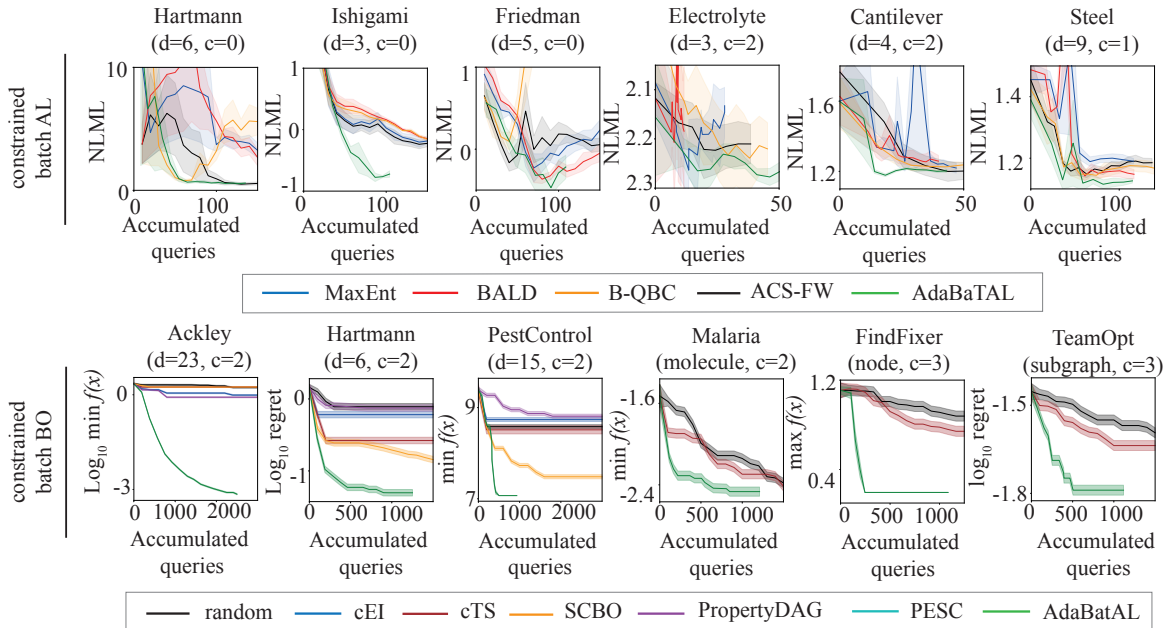 Hartmann Ishigami Friedman Electrolyte Cantilever Steel
(d=6, c=0) (d=3, c=0) (d=5, c=0) (d=3, c=2) (d=4, c=2) (d=9, c=1)
constrained
batch AL
NLML
10
0
100
Accumulated
queries
NLML
1
0
-1
100
Accumulated
queries
NLML
1
0
0
100
Accumulated
queries
NLML
2.1
2.2
2.3
0
50
Accumulated
queries
NLML
1.6
1.2
0
50
Accumulated
queries
NLML
1.4
1.2
0
100
Accumulated
queries
MaxEnt BALD B-QBC ACS-FW AdaBaTAL
Ackley Hartmann PestControl Malaria FindFixer TeamOpt
(d=23, c=2) (d=6, c=2) (d=15, c=2) (molecule, c=2) (node, c=3) (subgraph, c=3)
constrained
batch BO
Log10 min f(x)
0
-3
0 1000 2000
Accumulated
queries
Log10 regret
0
-1
0 500 1000
Accumulated
queries
min f(x)
9
7
0 1000 2000
Accumulated
queries
min f(x)
-1.6
-2.4
0 500 1000
Accumulated
queries
max f(x)
1.2
0.4
0 500 1000
Accumulated
queries
log10 regret
-1.5
-1.8
0 500 1000
Accumulated
queries
random cEI cTS SCBO PropertyDAG PESC AdaBatAL